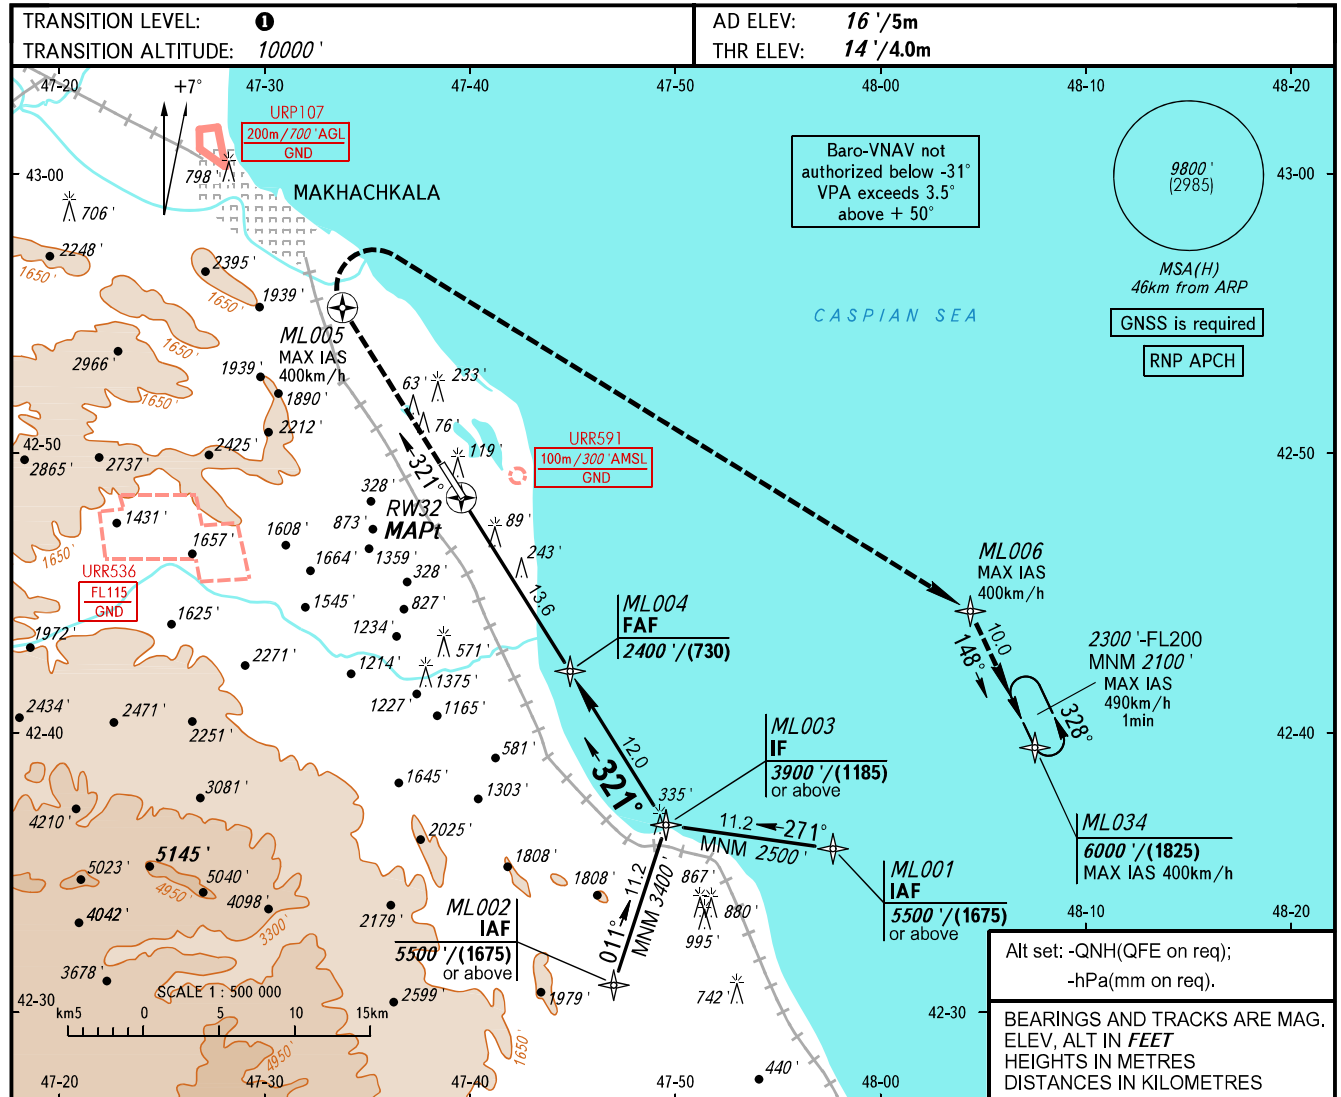 TRANSITION LEVEL: 1
TRANSITION ALTITUDE: 10000 '
AD ELEV: 16 '/5m
THR ELEV: 14 '/4.0m
47-20
47-30
47-40
47-50
48-00
48-10
48-20
+7°
URP107
200m/700 'AGL
GND
798 '
43-00
MAKHACHKALA
706 '
Baro-VNAV not
authorized below -31°
VPA exceeds 3.5°
above + 50°
9800 '
(2985)
43-00
MSA(H)
46km from ARP
GNSS is required
RNP APCH
CASPIAN SEA
2248 '
1650 '
2395 '
1650 '
1939 '
ML005
MAX IAS
400km/h
1650 '
2966 '
1939 '
1890 '
1650 '
63 '
233 '
76 '
2212 '
42-50
2425 '
2865 '
2737 '
321°
119 '
URR591
100m/300 'AMSL
GND
42-50
328 '
RW32
MAPt
873 '
89 '
1431 '
1608 '
1657 '
1650 '
1664 '
1359 '
328 '
243 '
URR536
FL115
GND
1545 '
827 '
13.6
1625 '
1234 '
1972 '
571 '
ML004
FAF
2400 '/(730)
ML006
MAX IAS
400km/h
10.0
148°
2300 '-FL200
MNM 2100 '
MAX IAS
490km/h
1min
328°
2271 '
1214 '
1375 '
1227 '
1165 '
2434 '
2471 '
2251 '
42-40
581 '
12.0
321°
ML003
IF
3900 '/(1185)
or above
42-40
3081 '
1645 '
1303 '
335 '
4210 '
2025 '
11.2
271°
MNM 2500 '
ML034
6000 '/(1825)
MAX IAS 400km/h
5145 '
5023 '
5040 '
4950 '
1808 '
1808 '
867 '
880 '
995 '
ML001
IAF
5500 '/(1675)
or above
4098 '
4042 '
3300 '
2179 '
ML002
IAF
5500 '/(1675)
or above
011°
11.2
MNM 3400 '
48-10
48-20
3678 '
2599 '
1979 '
742 '
42-30
SCALE 1 : 500 000
km5 0 5 10 15km
4950 '
1650 '
440 '
42-30
47-20
47-30
47-40
47-50
48-00
Alt set: -QNH(QFE on req);
-hPa(mm on req).
BEARINGS AND TRACKS ARE MAG.
ELEV, ALT IN FEET
HEIGHTS IN METRES
DISTANCES IN KILOMETRES